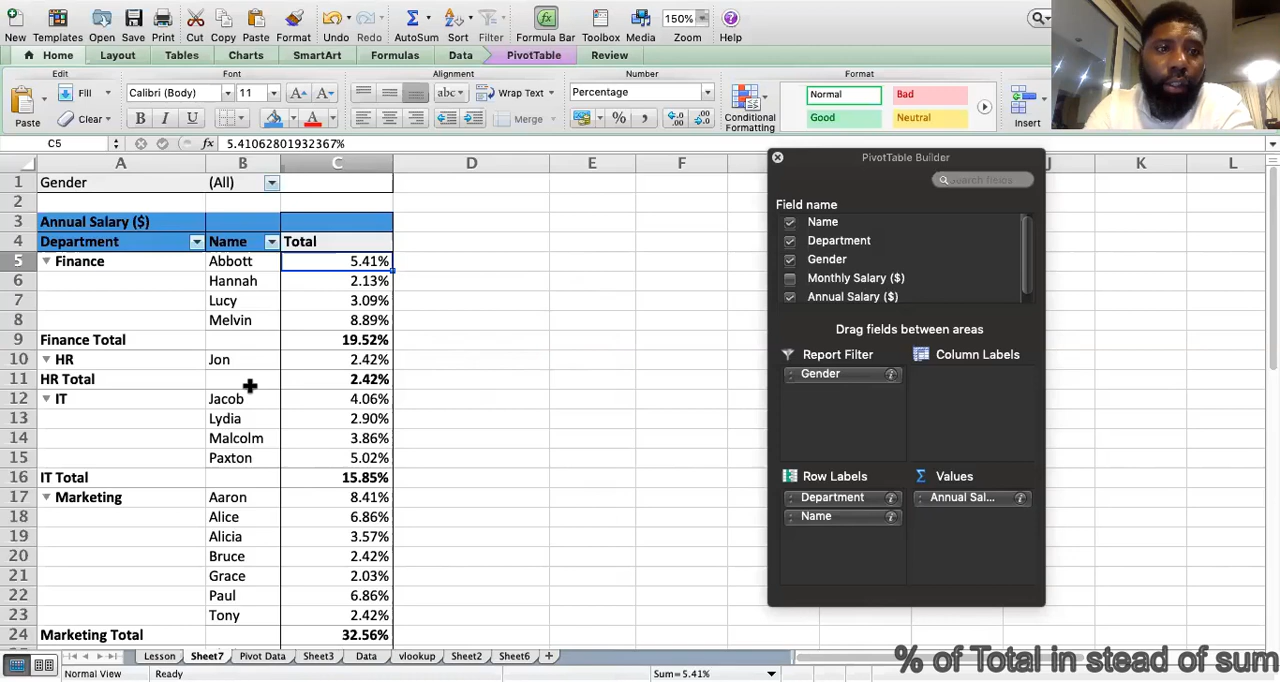 New Templates Open Save Print Cut Copy Paste Format Undo Redo AutoSum Sort Filter Formula Bar Toolbox Media 150% Zoom Help
Home Layout Tables Charts SmartArt Formulas Data PivotTable Review
Edit Font Alignment Number Format
Paste Fill Clear Calibri (Body) 11 A A abc Wrap Text Merge Percentage % Conditional Formatting Normal Bad Good Neutral Insert
B I U A
C5 fx 5.41062801932367%
A B C D E F J K L
1 Gender (All)
2
3 Annual Salary ($)
4 Department Name Total
5 Finance Abbott 5.41%
6 Hannah 2.13%
7 Lucy 3.09%
8 Melvin 8.89%
9 Finance Total 19.52%
10 HR Jon 2.42%
11 HR Total 2.42%
12 IT Jacob 4.06%
13 Lydia 2.90%
14 Malcolm 3.86%
15 Paxton 5.02%
16 IT Total 15.85%
17 Marketing Aaron 8.41%
18 Alice 6.86%
19 Alicia 3.57%
20 Bruce 2.42%
21 Grace 2.03%
22 Paul 6.86%
23 Tony 2.42%
24 Marketing Total 32.56%
PivotTable Builder
Search fields
Field name
Name
Department
Gender
Monthly Salary ($)
Annual Salary ($)
Drag fields between areas
Report Filter Column Labels
Gender
Row Labels Values
Department Annual Sal...
Name
Lesson Sheet7 Pivot Data Sheet3 Data vlookup Sheet2 Sheet6
Normal View Ready Sum=5.41%
% of Total in stead of sum